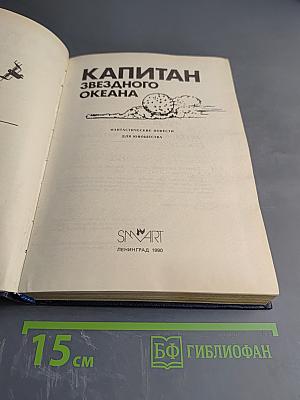 КАПИТАН
ЗВЕЗДНОГО
ОКЕАНА
ФАНТАСТИЧЕСКИЕ ПОВЕСТИ
ДЛЯ ЮНОШЕСТВА
SMART
ЛЕНИНГРАД 1990
15 см
БФ ГИБЛИОФАН